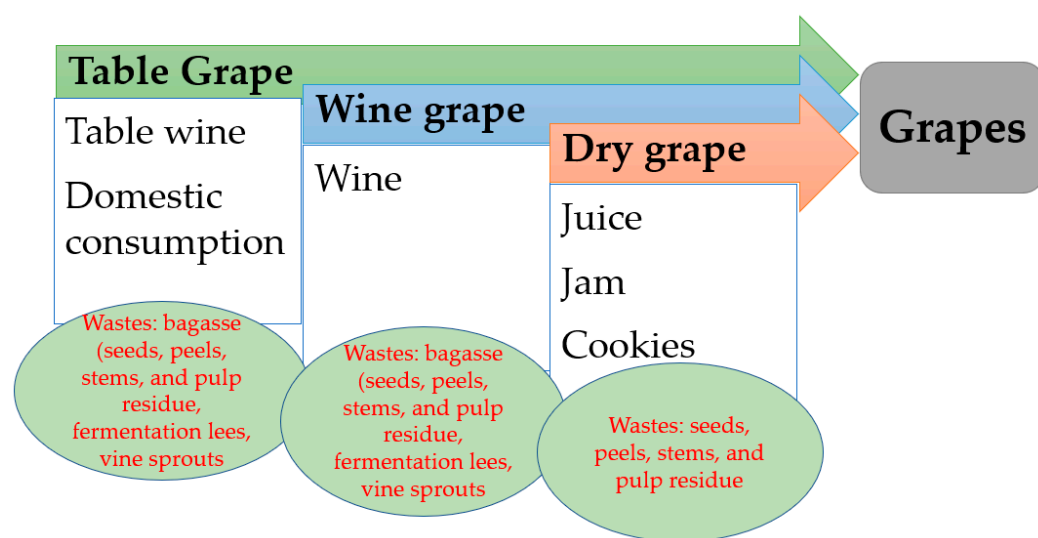 Table Grape
Table wine
Domestic
consumption
Wastes: bagasse
(seeds, peels,
stems, and pulp
residue,
fermentation lees,
vine sprouts
Wine grape
Wine
Wastes: bagasse
(seeds, peels,
stems, and pulp
residue,
fermentation lees,
vine sprouts
Dry grape
Juice
Jam
Cookies
Wastes: seeds,
peels, stems, and
pulp residue
Grapes